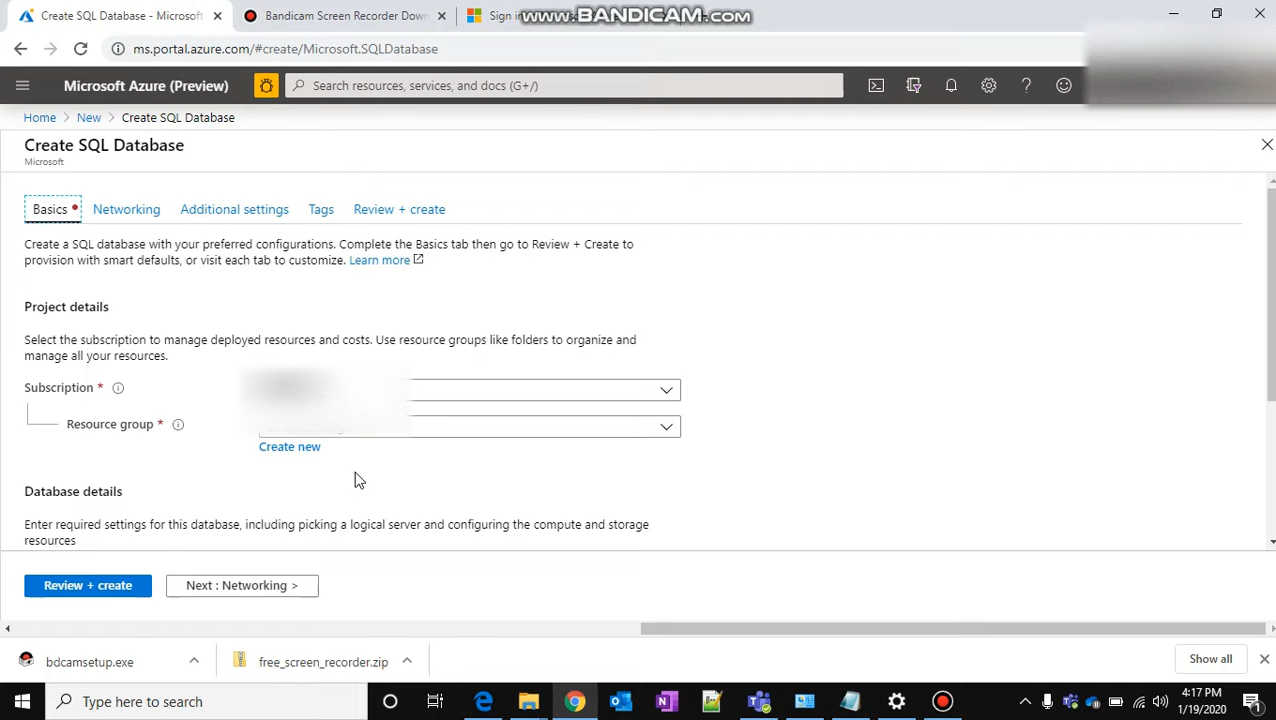 Create SQL Database - Microsoft
Bandicam Screen Recorder Dow
Sign in
www.BANDICAM.com
ms.portal.azure.com/#create/Microsoft.SQLDatabase
Microsoft Azure (Preview)
Search resources, services, and docs (G+/)
Home > New > Create SQL Database
Create SQL Database
Microsoft
Basics Networking Additional settings Tags Review + create
Create a SQL database with your preferred configurations. Complete the Basics tab then go to Review + Create to
provision with smart defaults, or visit each tab to customize. Learn more
Project details
Select the subscription to manage deployed resources and costs. Use resource groups like folders to organize and
manage all your resources.
Subscription *
Resource group *
Create new
Database details
Enter required settings for this database, including picking a logical server and configuring the compute and storage
resources
Review + create
Next : Networking >
bdcamsetup.exe
free_screen_recorder.zip
Show all
Type here to search
4:17 PM
1/19/2020
1